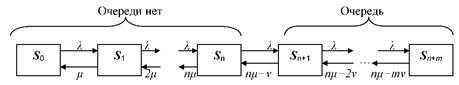 Очереди нет Очередь
λ λ λ λ λ λ
S0 S1 Sn Sn+1 Sn+m
μ 2μ nμ nμ−ν nμ−2ν ... nμ−mν